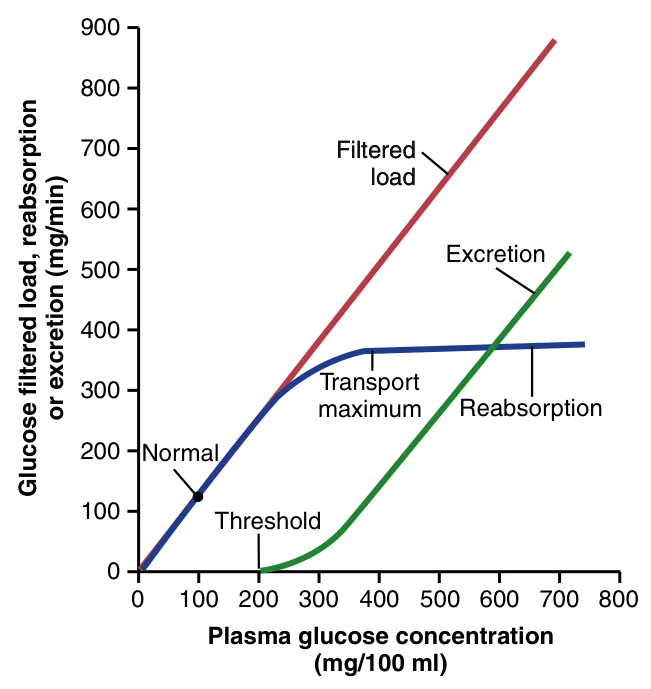 Glucose filtered load, reabsorption
or excretion (mg/min)
900
800
700
600
500
400
300
200
100
0
Filtered
load
Excretion
Transport
maximum
Reabsorption
Normal
Threshold
0 100 200 300 400 500 600 700 800
Plasma glucose concentration
(mg/100 ml)